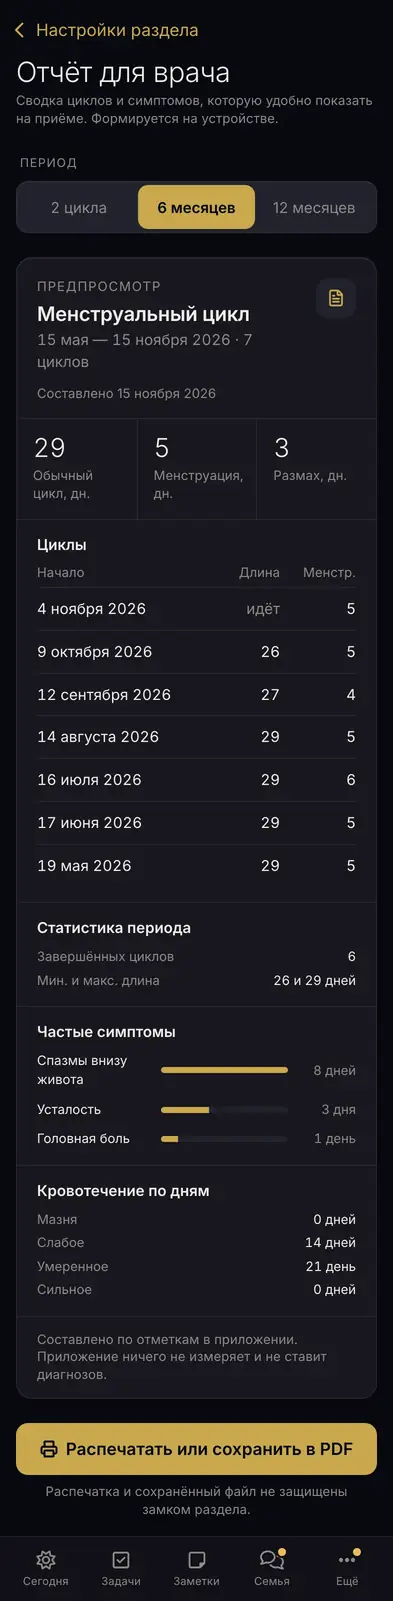 Настройки раздела
Отчёт для врача
Сводка циклов и симптомов, которую удобно показать
на приёме. Формируется на устройстве.
ПЕРИОД
2 цикла
6 месяцев
12 месяцев
ПРЕДПРОСМОТР
Менструальный цикл
15 мая — 15 ноября 2026 · 7
циклов
Составлено 15 ноября 2026
29
Обычный
цикл, дн.
5
Менструация,
дн.
3
Размах, дн.
Циклы
Начало Длина Менстр.
4 ноября 2026 идёт 5
9 октября 2026 26 5
12 сентября 2026 27 4
14 августа 2026 29 5
16 июля 2026 29 6
17 июня 2026 29 5
19 мая 2026 29 5
Статистика периода
Завершённых циклов 6
Мин. и макс. длина 26 и 29 дней
Частые симптомы
Спазмы внизу
живота 8 дней
Усталость 3 дня
Головная боль 1 день
Кровотечение по дням
Мазня 0 дней
Слабое 14 дней
Умеренное 21 день
Сильное 0 дней
Составлено по отметкам в приложении.
Приложение ничего не измеряет и не ставит
диагнозов.
Распечатать или сохранить в PDF
Распечатка и сохранённый файл не защищены
замком раздела.
Сегодня
Задачи
Заметки
Семья
Ещё